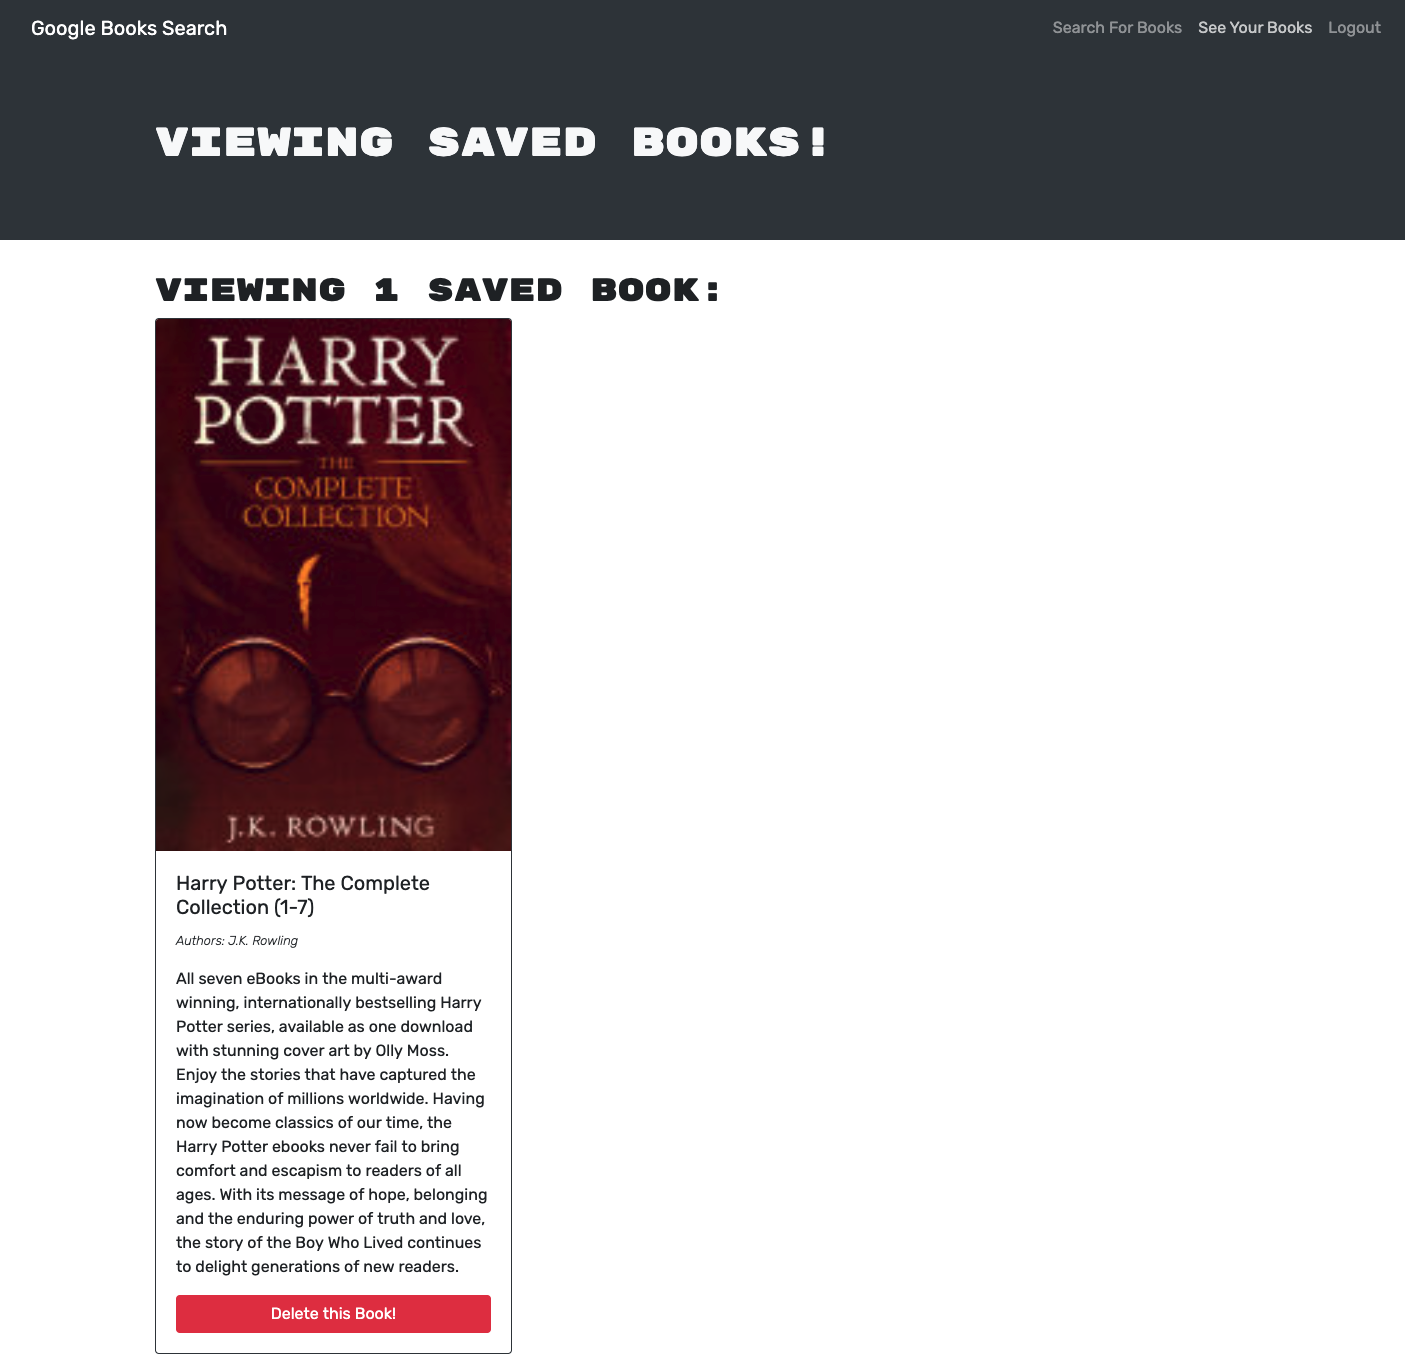 Google Books Search
Search For Books See Your Books Logout
VIEWING SAVED BOOKS!
VIEWING 1 SAVED BOOK:
HARRY
POTTER
THE
COMPLETE
COLLECTION
J.K. ROWLING
Harry Potter: The Complete
Collection (1-7)
Authors: J.K. Rowling
All seven eBooks in the multi-award
winning, internationally bestselling Harry
Potter series, available as one download
with stunning cover art by Olly Moss.
Enjoy the stories that have captured the
imagination of millions worldwide. Having
now become classics of our time, the
Harry Potter ebooks never fail to bring
comfort and escapism to readers of all
ages. With its message of hope, belonging
and the enduring power of truth and love,
the story of the Boy Who Lived continues
to delight generations of new readers.
Delete this Book!